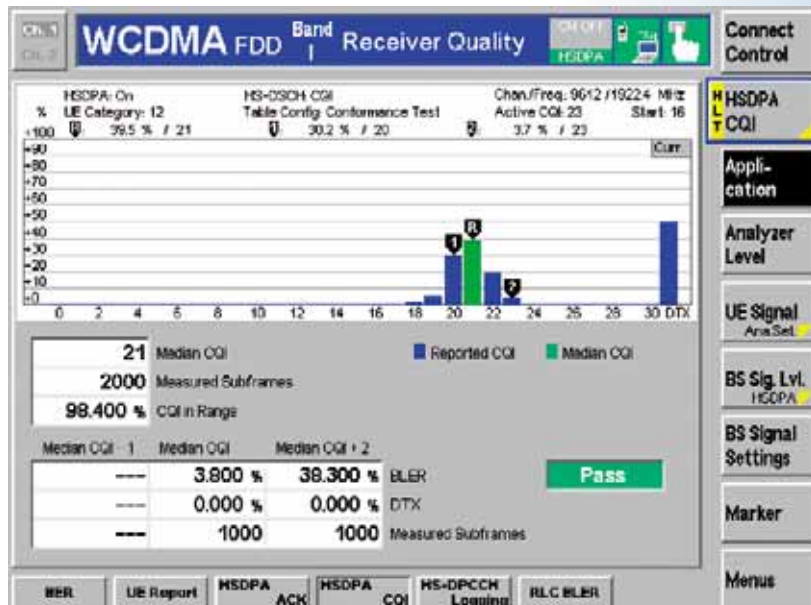 WCDMA FDD Band I Receiver Quality
HSDPA
Connect Control
HSDPA: On HS-DSCH: CQI Chan./Freq.: 9612 /1922.4 MHz
% UE Category: 12 Table Config: Conformance Test Active CQI: 23 Start: 16
+100 R: 39.5 % / 21 1: 30.2 % / 20 2: 3.7 % / 23
+90
Curr.
+80
+70
+60
+50
+40
+30
+20
+10
+0
1 R 2
0 2 4 6 8 10 12 14 16 18 20 22 24 26 28 30 DTX
21 Median CQI
Reported CQI Median CQI
2000 Measured Subframes
98.400 % CQI in Range
Median CQI - 1 Median CQI Median CQI + 2
--- 3.800 % 38.300 % BLER
Pass
--- 0.000 % 0.000 % DTX
--- 1000 1000 Measured Subframes
BER UE Report HSDPA ACK HSDPA CQI HS-DPCCH Logging RLC BLER
HLT HSDPA CQI
Appli-
cation
Analyzer
Level
UE Signal
Ana.Set.
BS Sig. Lvl.
HSDPA
BS Signal
Settings
Marker
Menus